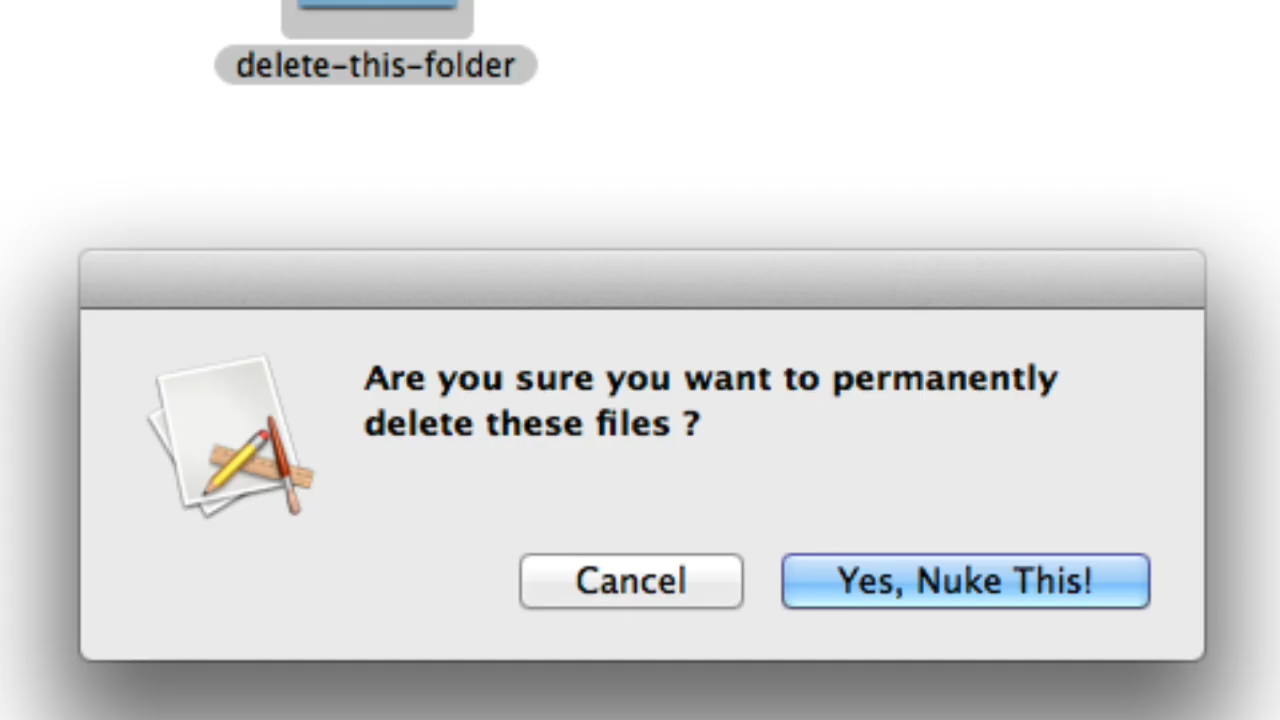 delete-this-folder
Are you sure you want to permanently
delete these files ?
Cancel
Yes, Nuke This!